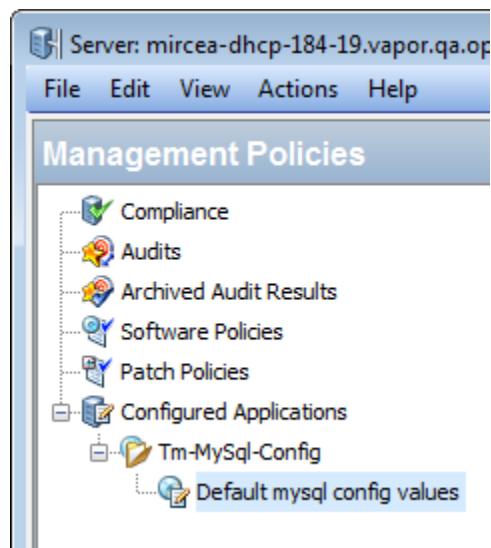 Server: mircea-dhcp-184-19.vapor.qa.op
File Edit View Actions Help
Management Policies
Compliance
Audits
Archived Audit Results
Software Policies
Patch Policies
Configured Applications
Tm-MySql-Config
Default mysql config values